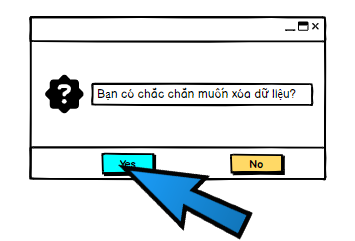 Bạn có chắc chắn muốn xóa dữ liệu?
Yes
No